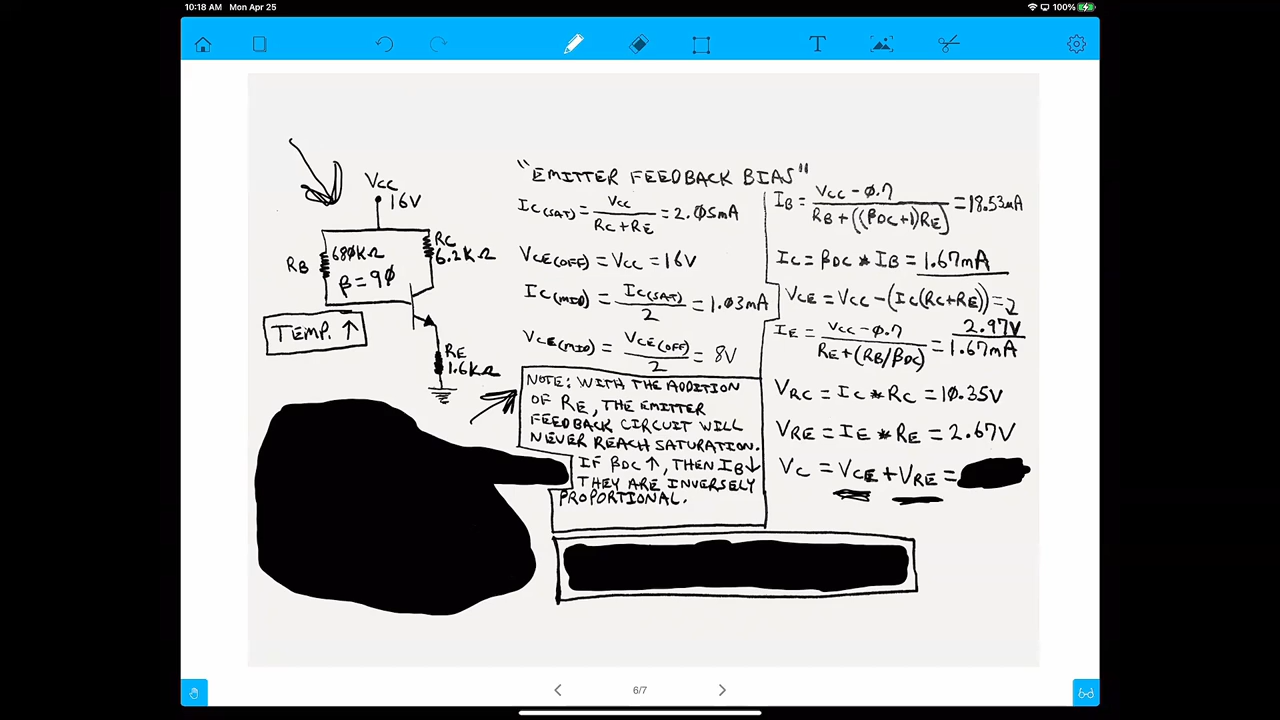 10:18 AM Mon Apr 25
100%
T
"EMITTER FEEDBACK BIAS"
VCC
16V
RB
680KΩ
β=90
RC
6.2KΩ
TEMP. ↑
RE
1.6KΩ
IC(SAT) = VCC / RC+RE = 2.05mA
VCE(OFF) = VCC = 16V
IC(MID) = IC(SAT) / 2 = 1.03mA
VCE(MID) = VCE(OFF) / 2 = 8V
NOTE: WITH THE ADDITION
OF RE, THE EMITTER
FEEDBACK CIRCUIT WILL
NEVER REACH SATURATION.
IF βDC ↑, THEN IB ↓
THEY ARE INVERSELY
PROPORTIONAL.
IB = VCC - 0.7 / RB + ((βDC+1)RE) = 18.53mA
IC = βDC * IB = 1.67mA
VCE = VCC - (IC(RC+RE)) =
2.97V
IE = VCC - 0.7 / RE + (RB/βDC) = 1.67mA
VRC = IC * RC = 10.35V
VRE = IE * RE = 2.67V
VC = VCE + VRE =
6/7